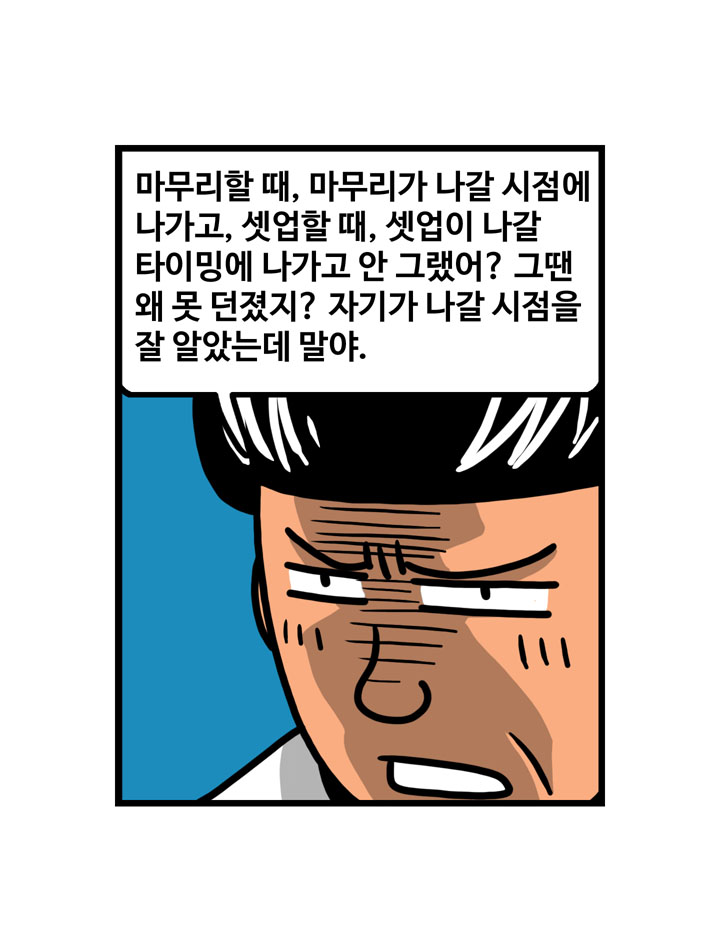 마무리할 때, 마무리가 나갈 시점에
나가고, 셋업할 때, 셋업이 나갈
타이밍에 나가고 안 그랬어? 그땐
왜 못 던졌지? 자기가 나갈 시점을
잘 알았는데 말야.